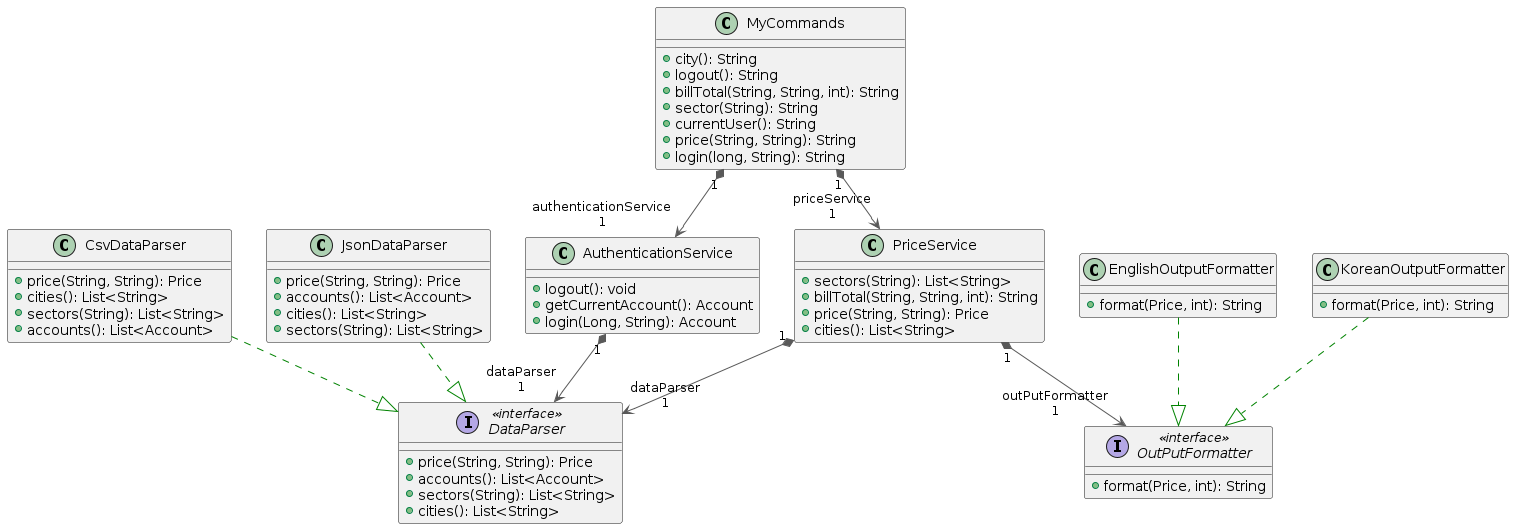 C MyCommands
city(): String
logout(): String
billTotal(String, String, int): String
sector(String): String
currentUser(): String
price(String, String): String
login(long, String): String
1
1
authenticationService
1
priceService
1
C CsvDataParser
price(String, String): Price
cities(): List<String>
sectors(String): List<String>
accounts(): List<Account>
C JsonDataParser
price(String, String): Price
accounts(): List<Account>
cities(): List<String>
sectors(String): List<String>
C AuthenticationService
logout(): void
getCurrentAccount(): Account
login(Long, String): Account
C PriceService
sectors(String): List<String>
billTotal(String, String, int): String
price(String, String): Price
cities(): List<String>
C EnglishOutputFormatter
format(Price, int): String
C KoreanOutputFormatter
format(Price, int): String
1
1
1
dataParser
1
dataParser
1
outPutFormatter
1
I «interface»
DataParser
price(String, String): Price
accounts(): List<Account>
sectors(String): List<String>
cities(): List<String>
I «interface»
OutPutFormatter
format(Price, int): String